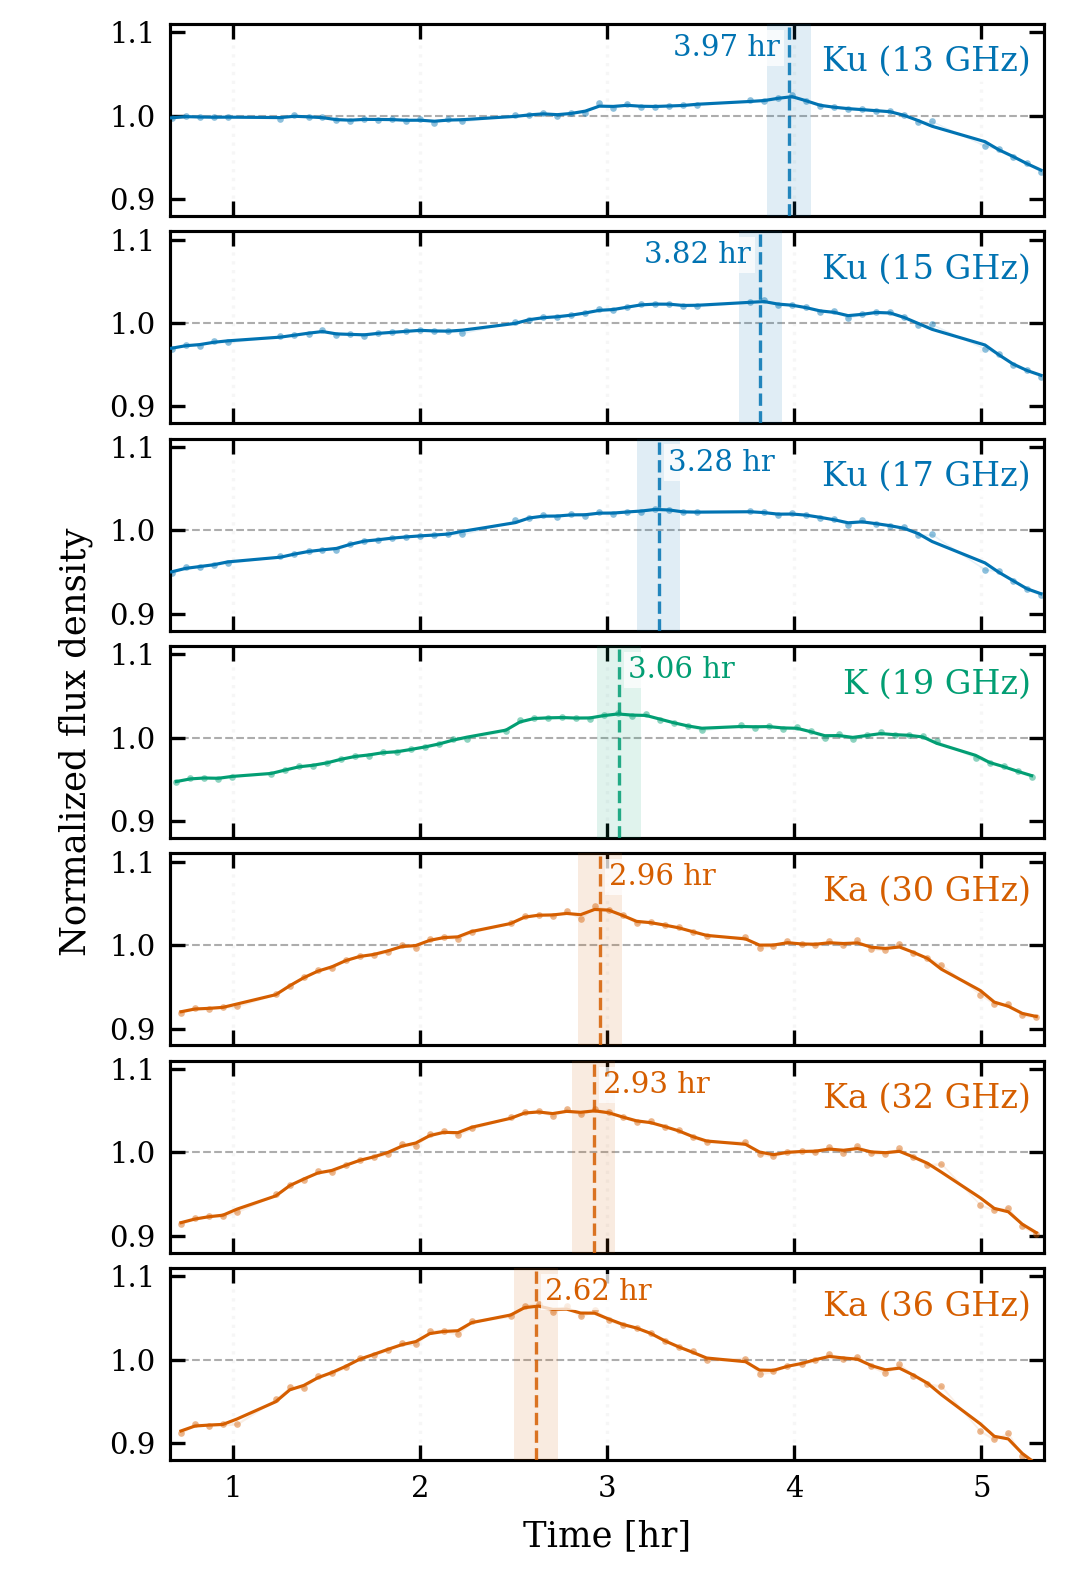 1.1
3.97 hr
Ku (13 GHz)
1.0
0.9
1.1
3.82 hr
Ku (15 GHz)
1.0
0.9
1.1
3.28 hr
Ku (17 GHz)
1.0
0.9
1.1
3.06 hr
K (19 GHz)
1.0
0.9
1.1
2.96 hr
Ka (30 GHz)
1.0
0.9
1.1
2.93 hr
Ka (32 GHz)
1.0
0.9
1.1
2.62 hr
Ka (36 GHz)
1.0
0.9
Normalized flux density
1 2 3 4 5
Time [hr]